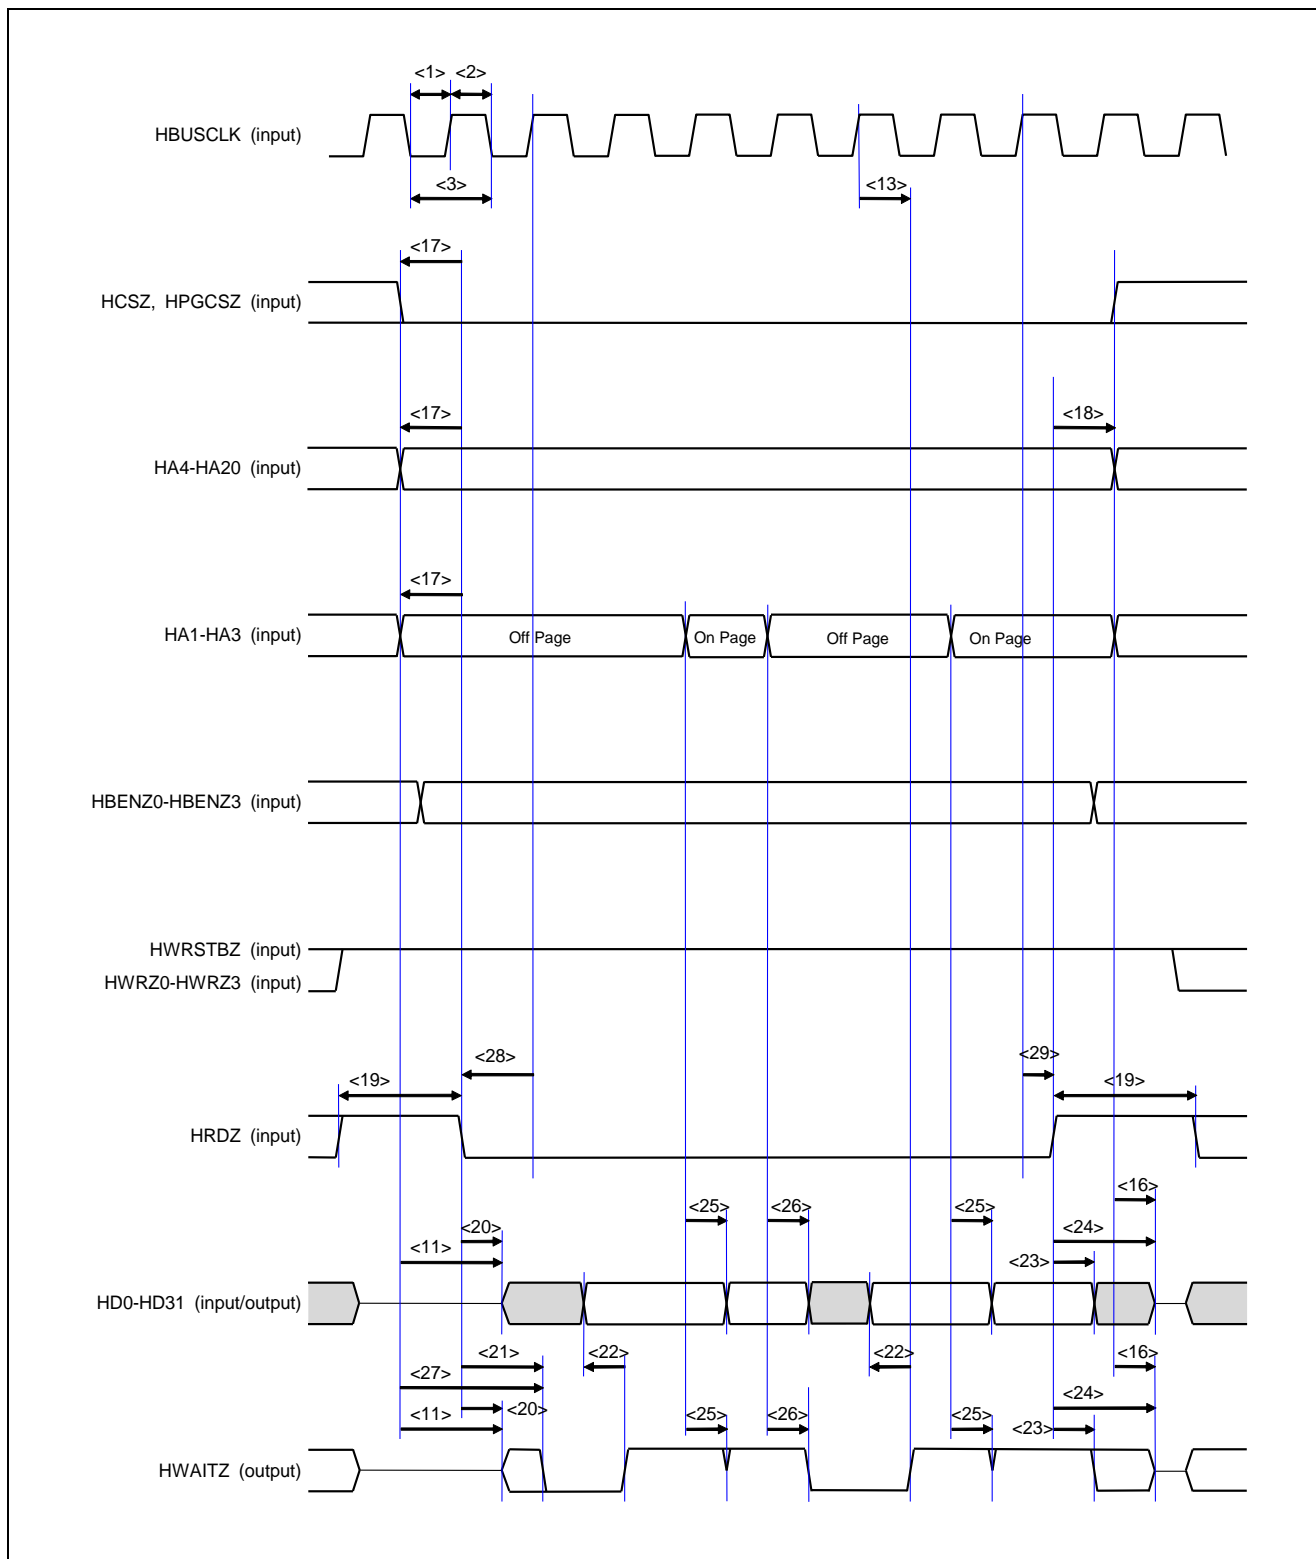 <1> <2>
HBUSCLK (input)
<3> <13>
<17>
HCSZ, HPGCSZ (input)
<17> <18>
HA4-HA20 (input)
<17>
HA1-HA3 (input) Off Page On Page Off Page On Page
HBENZ0-HBENZ3 (input)
HWRSTBZ (input)
HWRZ0-HWRZ3 (input)
<28> <29>
<19> <19>
HRDZ (input)
<16>
<20> <25> <26> <25> <24>
<11> <23>
HD0-HD31 (input/output)
<21> <22> <22> <16>
<27> <24>
<20> <25> <26> <25> <23>
<11>
HWAITZ (output)